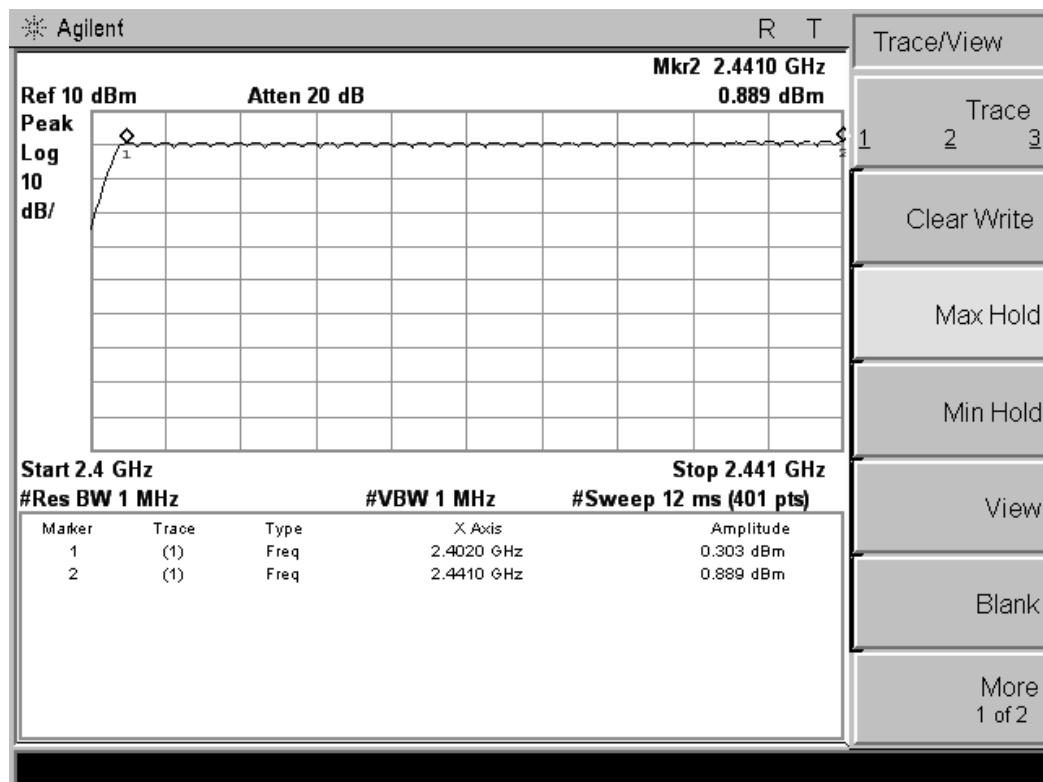 Agilent
R T
Mkr2 2.4410 GHz
Ref 10 dBm Atten 20 dB 0.889 dBm
Peak
Log
10
dB/
1
2
Start 2.4 GHz Stop 2.441 GHz
#Res BW 1 MHz #VBW 1 MHz #Sweep 12 ms (401 pts)
Marker Trace Type X Axis Amplitude
1 (1) Freq 2.4020 GHz 0.303 dBm
2 (1) Freq 2.4410 GHz 0.889 dBm
Trace/View
Trace
1 2 3
Clear Write
Max Hold
Min Hold
View
Blank
More
1 of 2